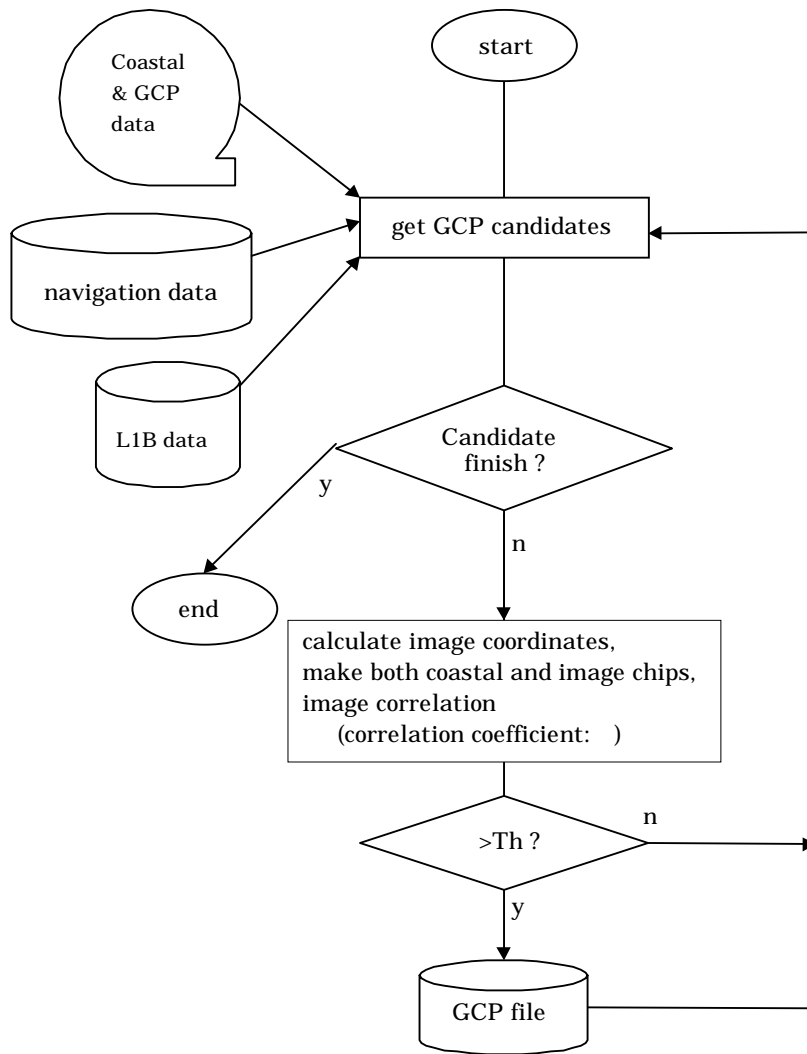 start
Coastal
& GCP
data
get GCP candidates
navigation data
L1B data
Candidate
finish ?
y
n
end
calculate image coordinates,
make both coastal and image chips,
image correlation
(correlation coefficient: )
>Th ?
n
y
GCP file